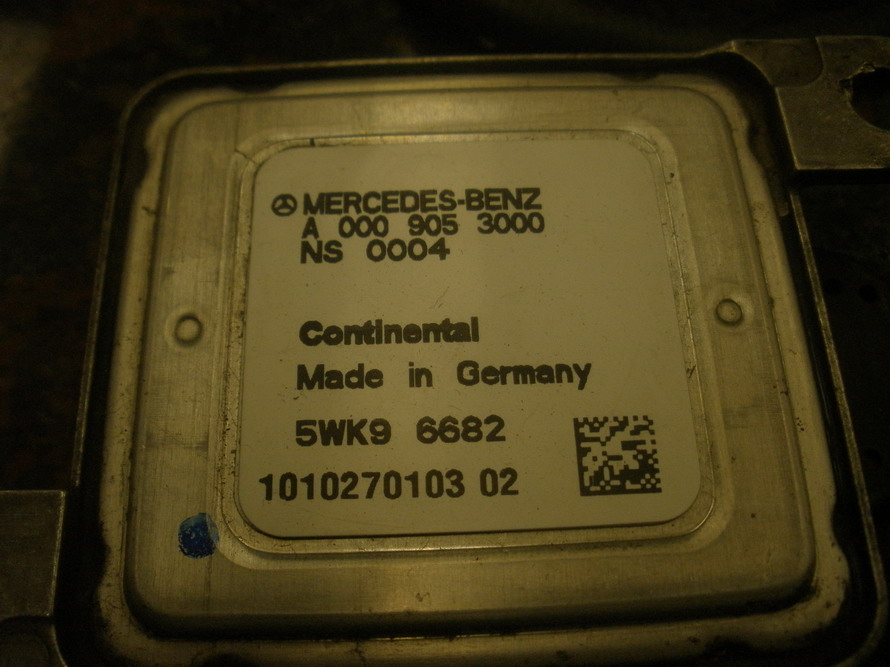 MERCEDES-BENZ
A 000 905 3000
NS 0004
Continental
Made in Germany
5WK9 6682
1010270103 02